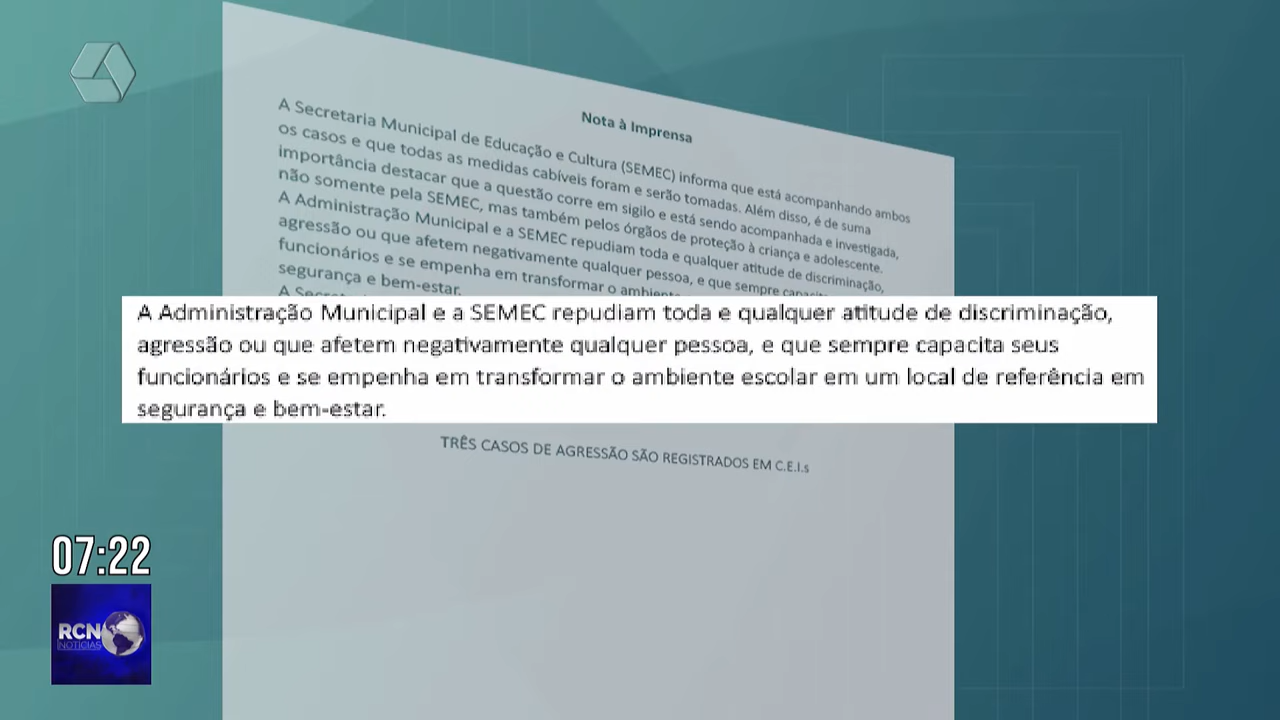 Nota à Imprensa
A Secretaria Municipal de Educação e Cultura (SEMEC) informa que está acompanhando ambos
os casos e que todas as medidas cabíveis foram e serão tomadas. Além disso, é de suma
importância destacar que a questão corre em sigilo e está sendo acompanhada e investigada,
não somente pela SEMEC, mas também pelos órgãos de proteção à criança e adolescente.
A Administração Municipal e a SEMEC repudiam toda e qualquer atitude de discriminação,
agressão ou que afetem negativamente qualquer pessoa, e que sempre
funcionários e se empenha em transformar o ambiente
segurança e bem-estar.
A Administração Municipal e a SEMEC repudiam toda e qualquer atitude de discriminação,
agressão ou que afetem negativamente qualquer pessoa, e que sempre capacita seus
funcionários e se empenha em transformar o ambiente escolar em um local de referência em
segurança e bem-estar.
TRÊS CASOS DE AGRESSÃO SÃO REGISTRADOS EM C.E.I.s
07:22
RCN
NOTÍCIAS